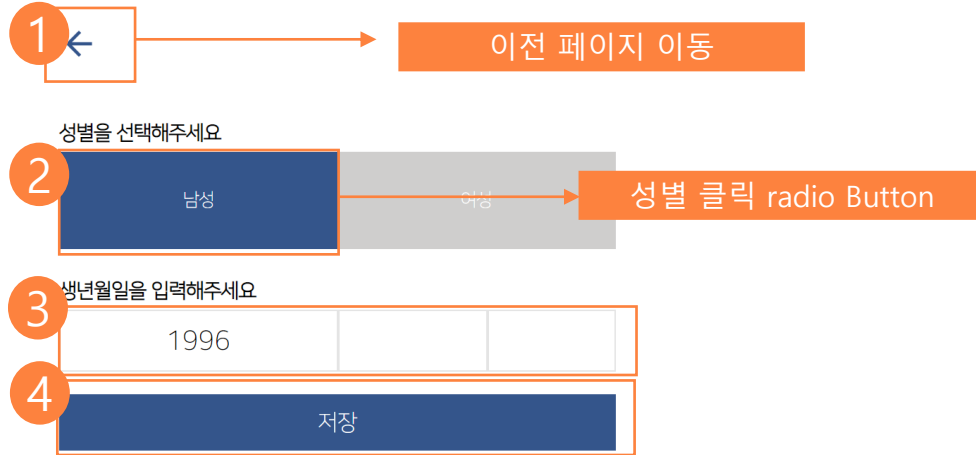 1
이전 페이지 이동
성별을 선택해주세요
2
남성
여성
성별 클릭 radio Button
생년월일을 입력해주세요
3
1996
4
저장